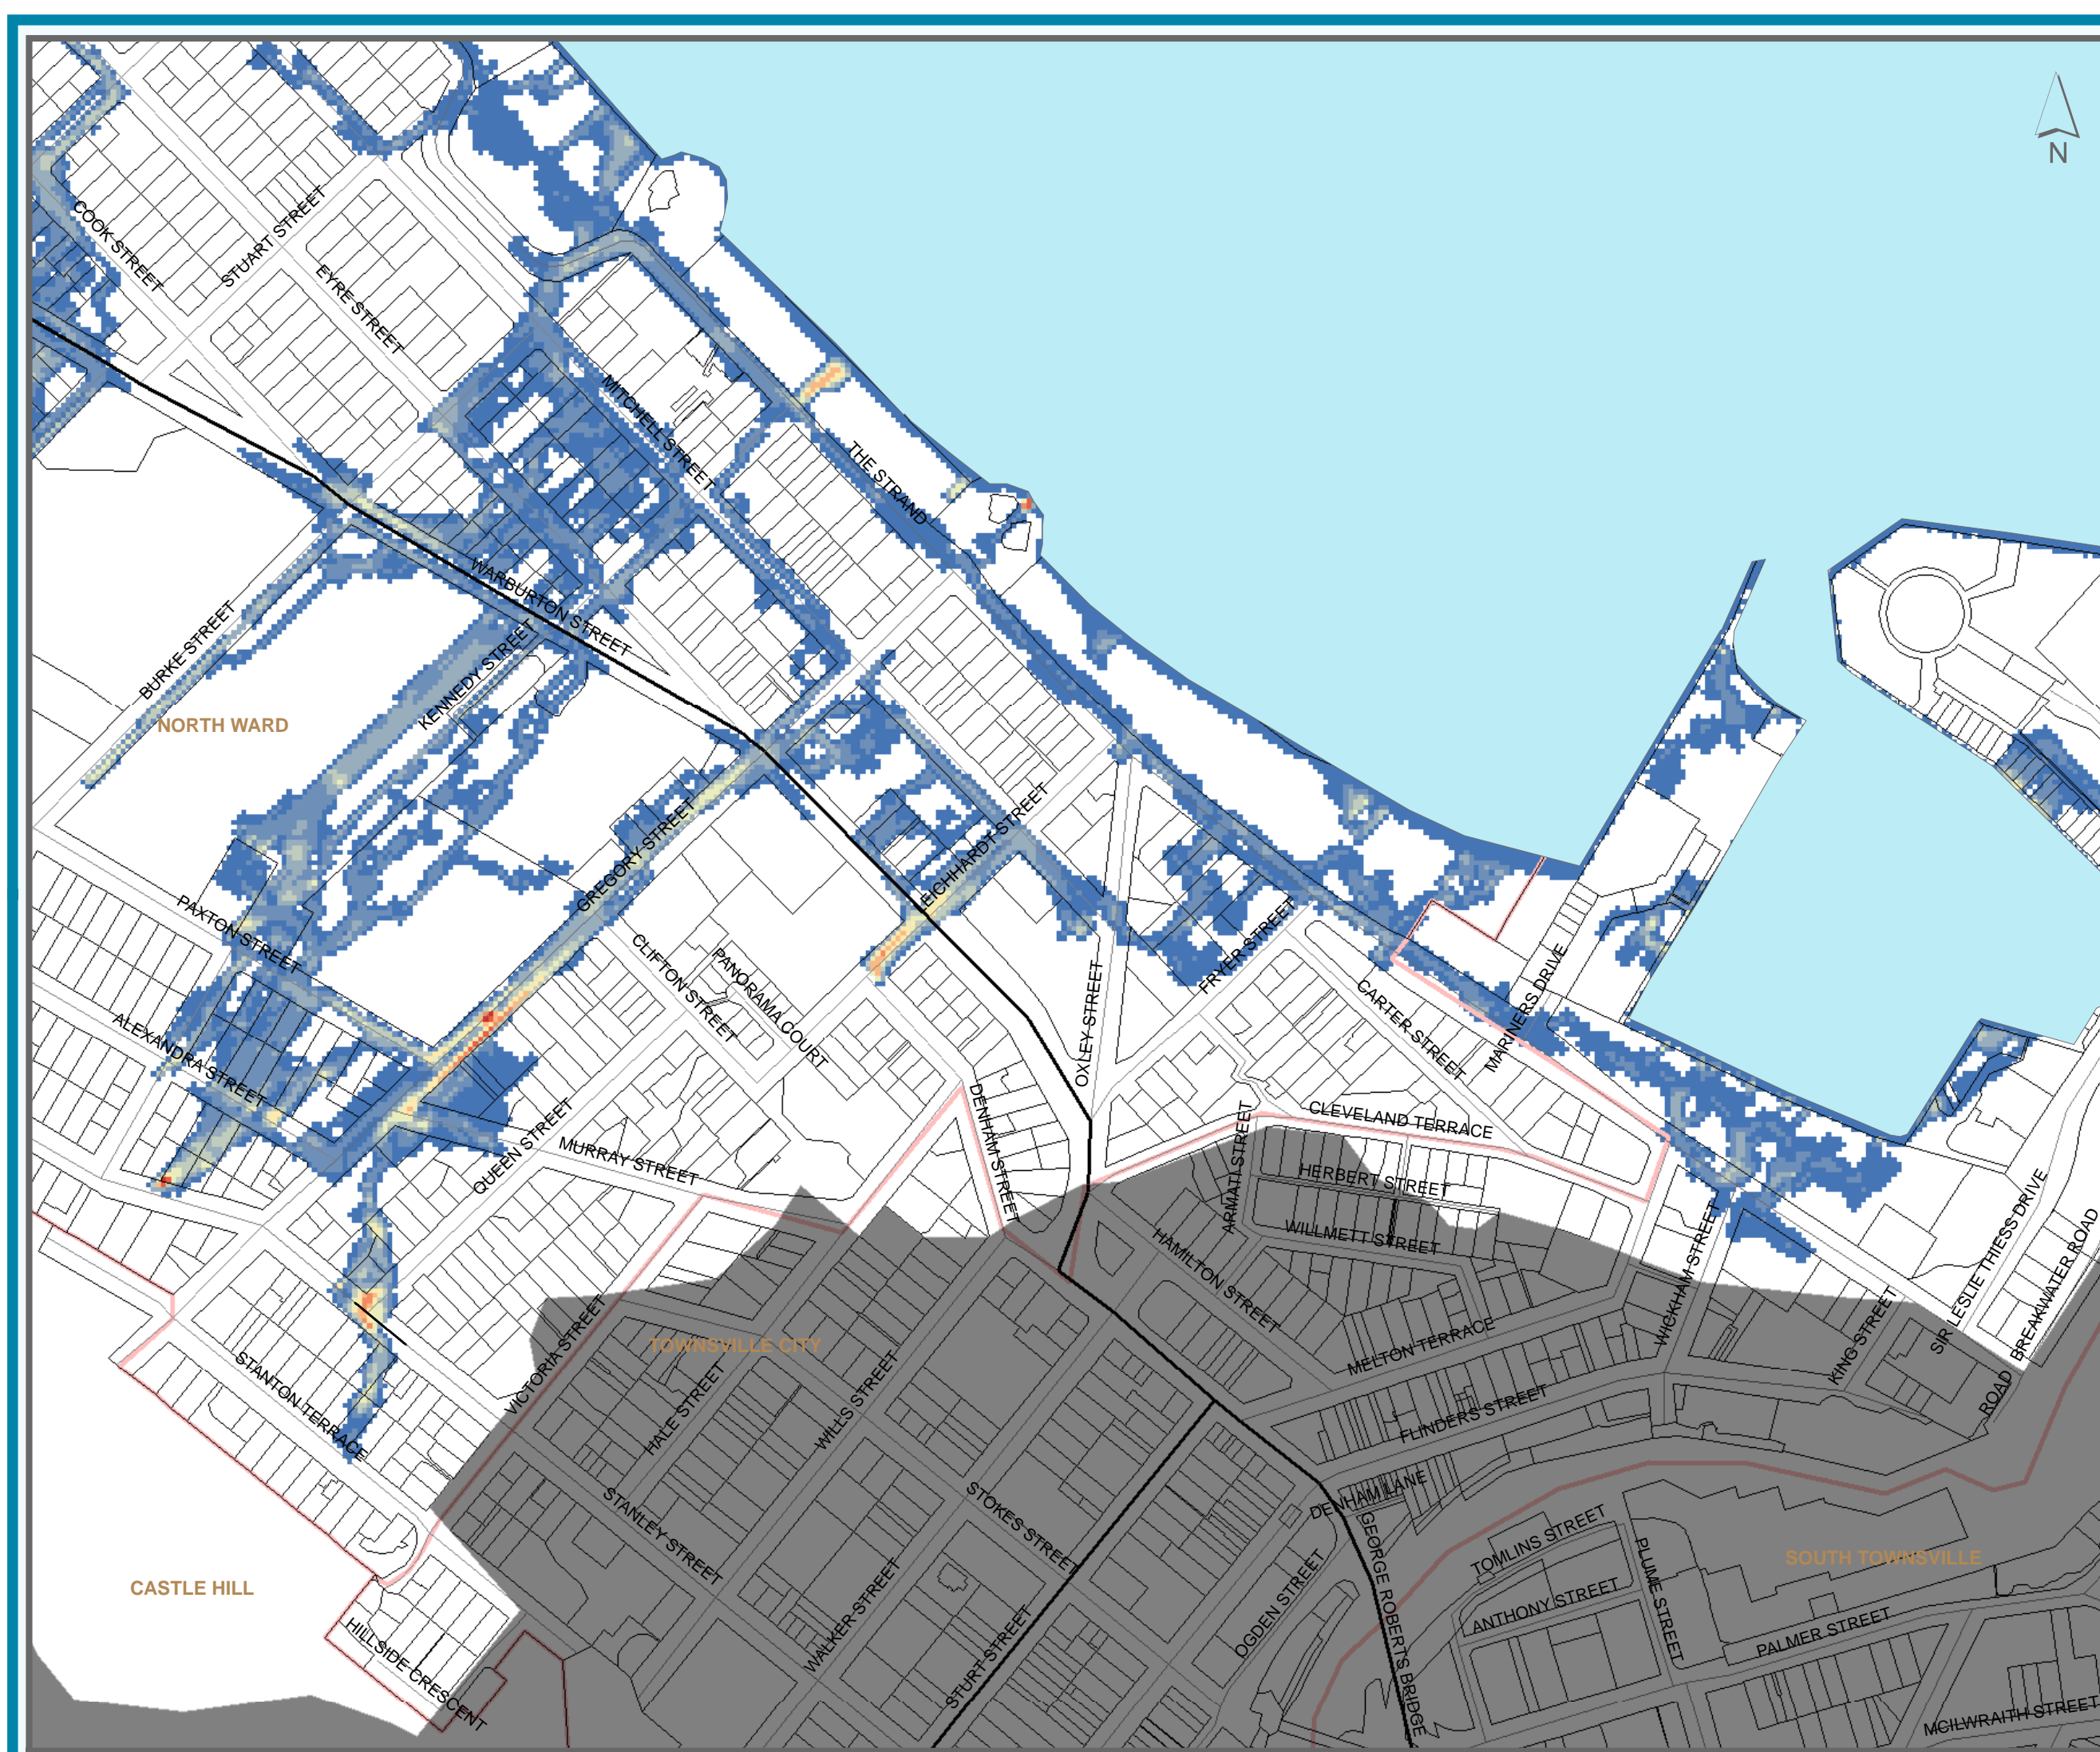 N
COOK STREET
STUART STREET
EYRE STREET
MITCHELL STREET
THE STRAND
WARBURTON STREET
BURKE STREET
KENNEDY STREET
NORTH WARD
GREGORY STREET
LEICHHARDT STREET
PAXTON STREET
CLIFTON STREET
PANORAMA COURT
FRYER STREET
OXLEY STREET
CARTER STREET
MARINERS DRIVE
ALEXANDRA STREET
QUEEN STREET
MURRAY STREET
DENHAM STREET
CLEVELAND TERRACE
ARMATI STREET
HERBERT STREET
WILLMETT STREET
HAMILTON STREET
WICKHAM STREET
SIR LESLIE THIESS DRIVE
BREAKWATER ROAD
KING STREET
MELTON TERRACE
TOWNSVILLE CITY
VICTORIA STREET
STANTON TERRACE
HALE STREET
WILLS STREET
FLINDERS STREET
ROAD
DENHAM LANE
STANLEY STREET
STOKES STREET
GEORGE ROBERTS BRIDGE
TOMLINS STREET
PLUME STREET
SOUTH TOWNSVILLE
CASTLE HILL
HILLSIDE CRESCENT
WALKER STREET
STURT STREET
OGDEN STREET
ANTHONY STREET
PALMER STREET
MCILWRAITH STREET